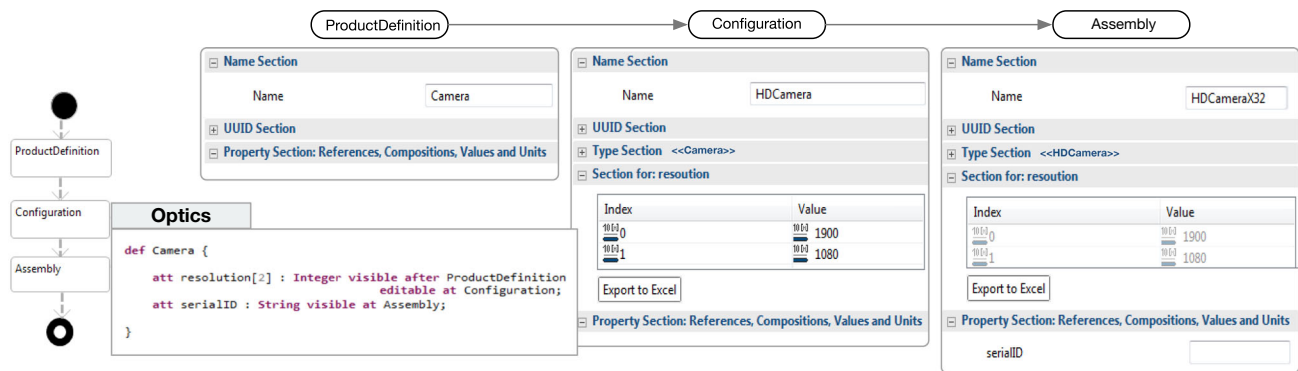 ProductDefinition
Configuration
Assembly
ProductDefinition
Configuration
Assembly
Optics
def Camera {
att resolution[2] : Integer visible after ProductDefinition
editable at Configuration;
att serialID : String visible at Assembly;
}
Name Section
Name Camera
UUID Section
Property Section: References, Compositions, Values and Units
Name Section
Name HDCamera
UUID Section
Type Section <<Camera>>
Section for: resoution
Index Value
0 1900
1 1080
Export to Excel
Property Section: References, Compositions, Values and Units
Name Section
Name HDCameraX32
UUID Section
Type Section <<HDCamera>>
Section for: resoution
Index Value
0 1900
1 1080
Export to Excel
Property Section: References, Compositions, Values and Units
serialID